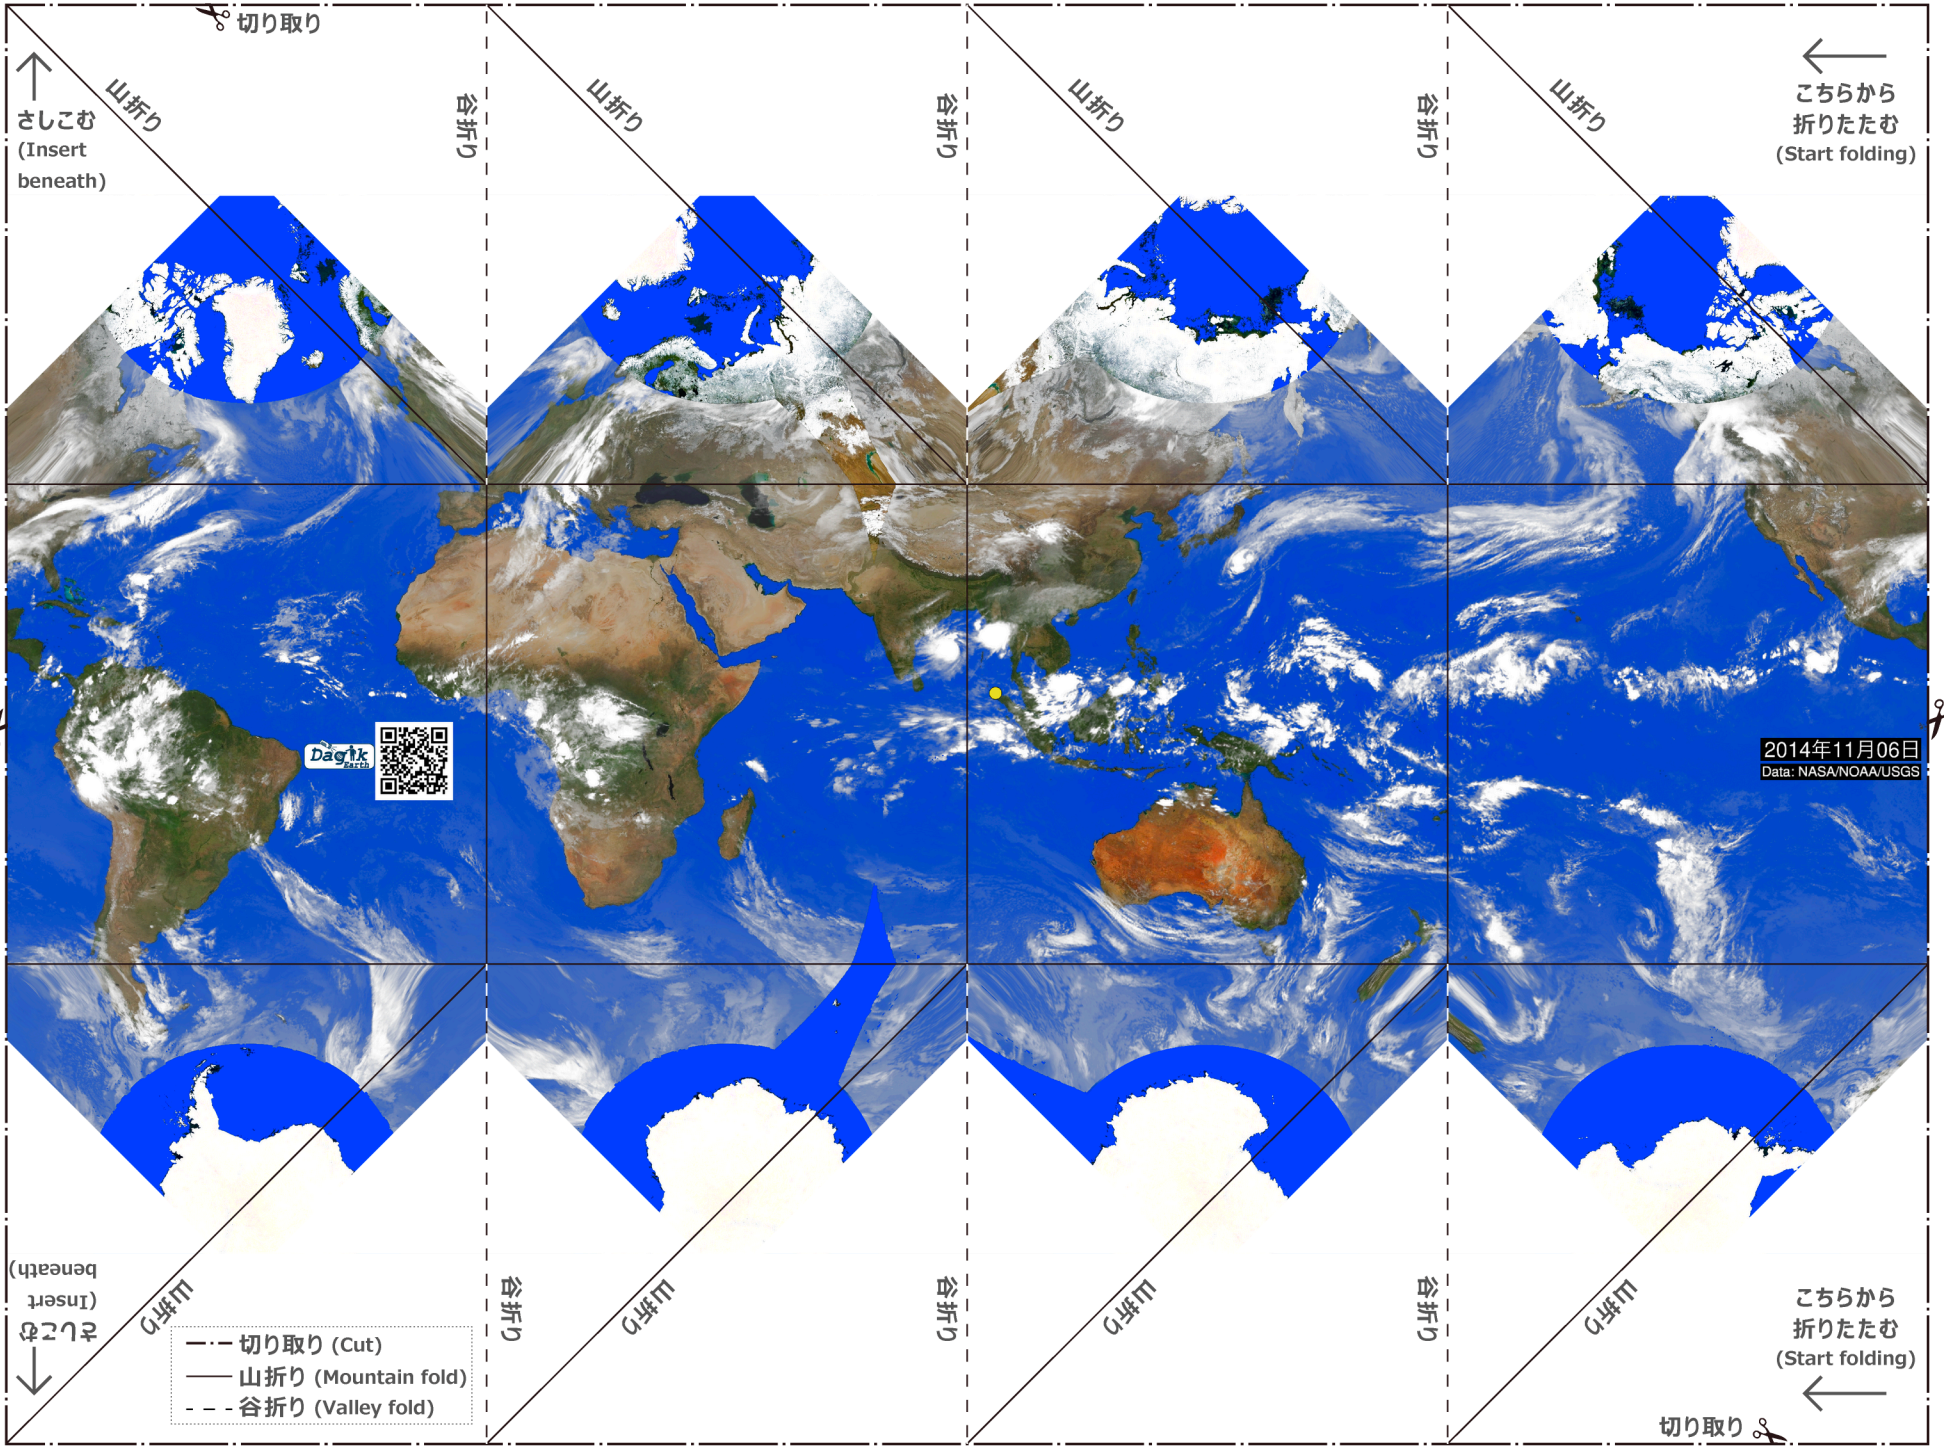 切り取り
山折り
谷折り
山折り
谷折り
山折り
谷折り
山折り
こちらから
折りたたむ
(Start folding)
さしこむ
(Insert
beneath)
Dagik
Earth
2014年11月06日
Data: NASA/NOAA/USGS
さしこむ
(Insert
beneath)
山折り
谷折り
山折り
谷折り
山折り
谷折り
山折り
こちらから
折りたたむ
(Start folding)
切り取り (Cut)
山折り (Mountain fold)
谷折り (Valley fold)
切り取り